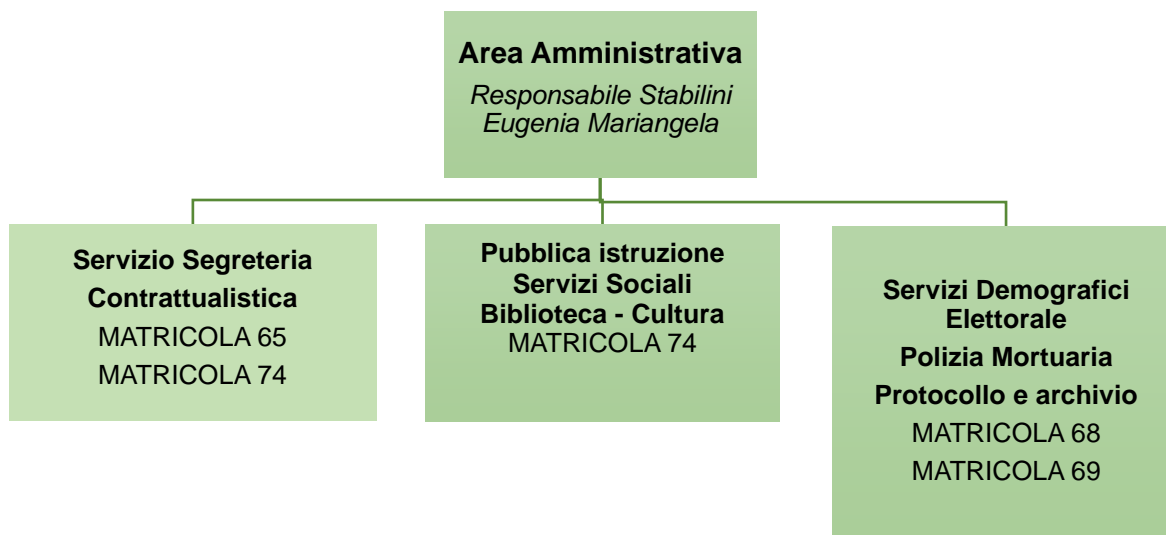 Area Amministrativa
Responsabile Stabilini
Eugenia Mariangela
Servizio Segreteria
Contrattualistica
MATRICOLA 65
MATRICOLA 74
Pubblica istruzione
Servizi Sociali
Biblioteca - Cultura
MATRICOLA 74
Servizi Demografici
Elettorale
Polizia Mortuaria
Protocollo e archivio
MATRICOLA 68
MATRICOLA 69